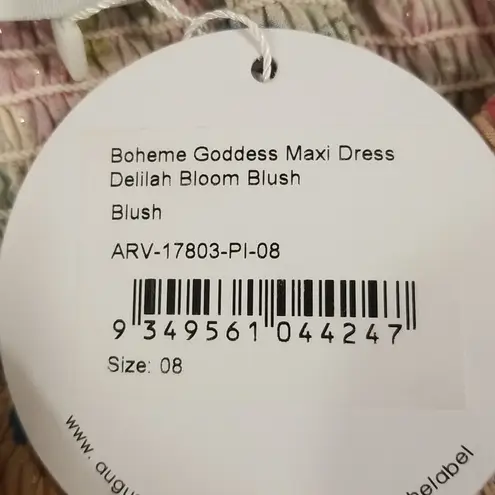 Boheme Goddess Maxi Dress
Delilah Bloom Blush
Blush
ARV-17803-PI-08
9 349561 044247
Size: 08